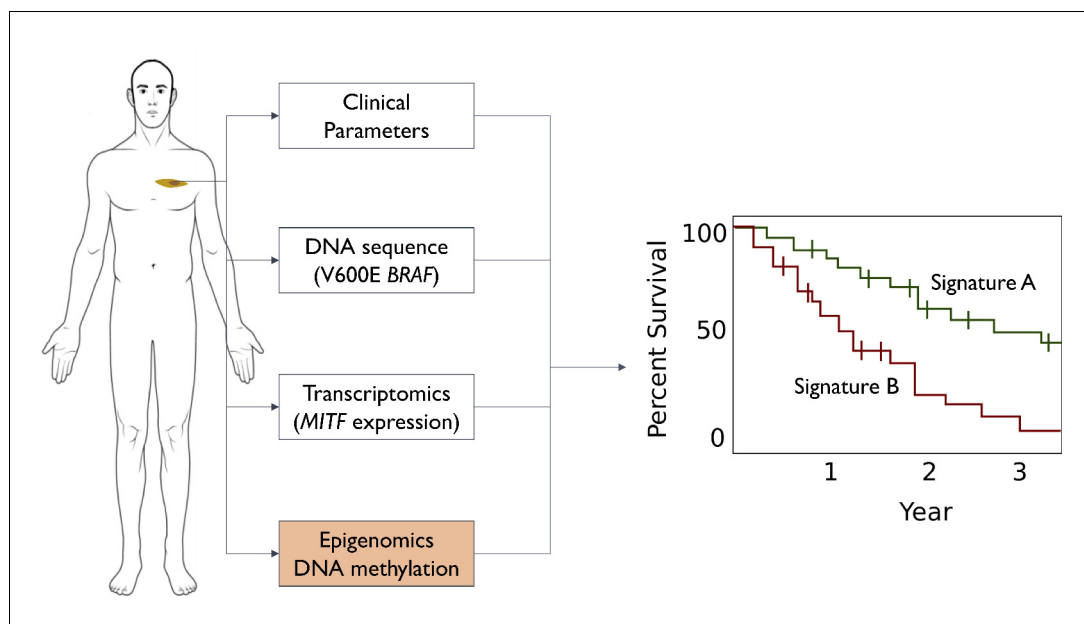 Clinical
Parameters
DNA sequence
(V600E BRAF)
Transcriptomics
(MITF expression)
Epigenomics
DNA methylation
Percent Survival
100
50
0
Signature A
Signature B
1 2 3
Year